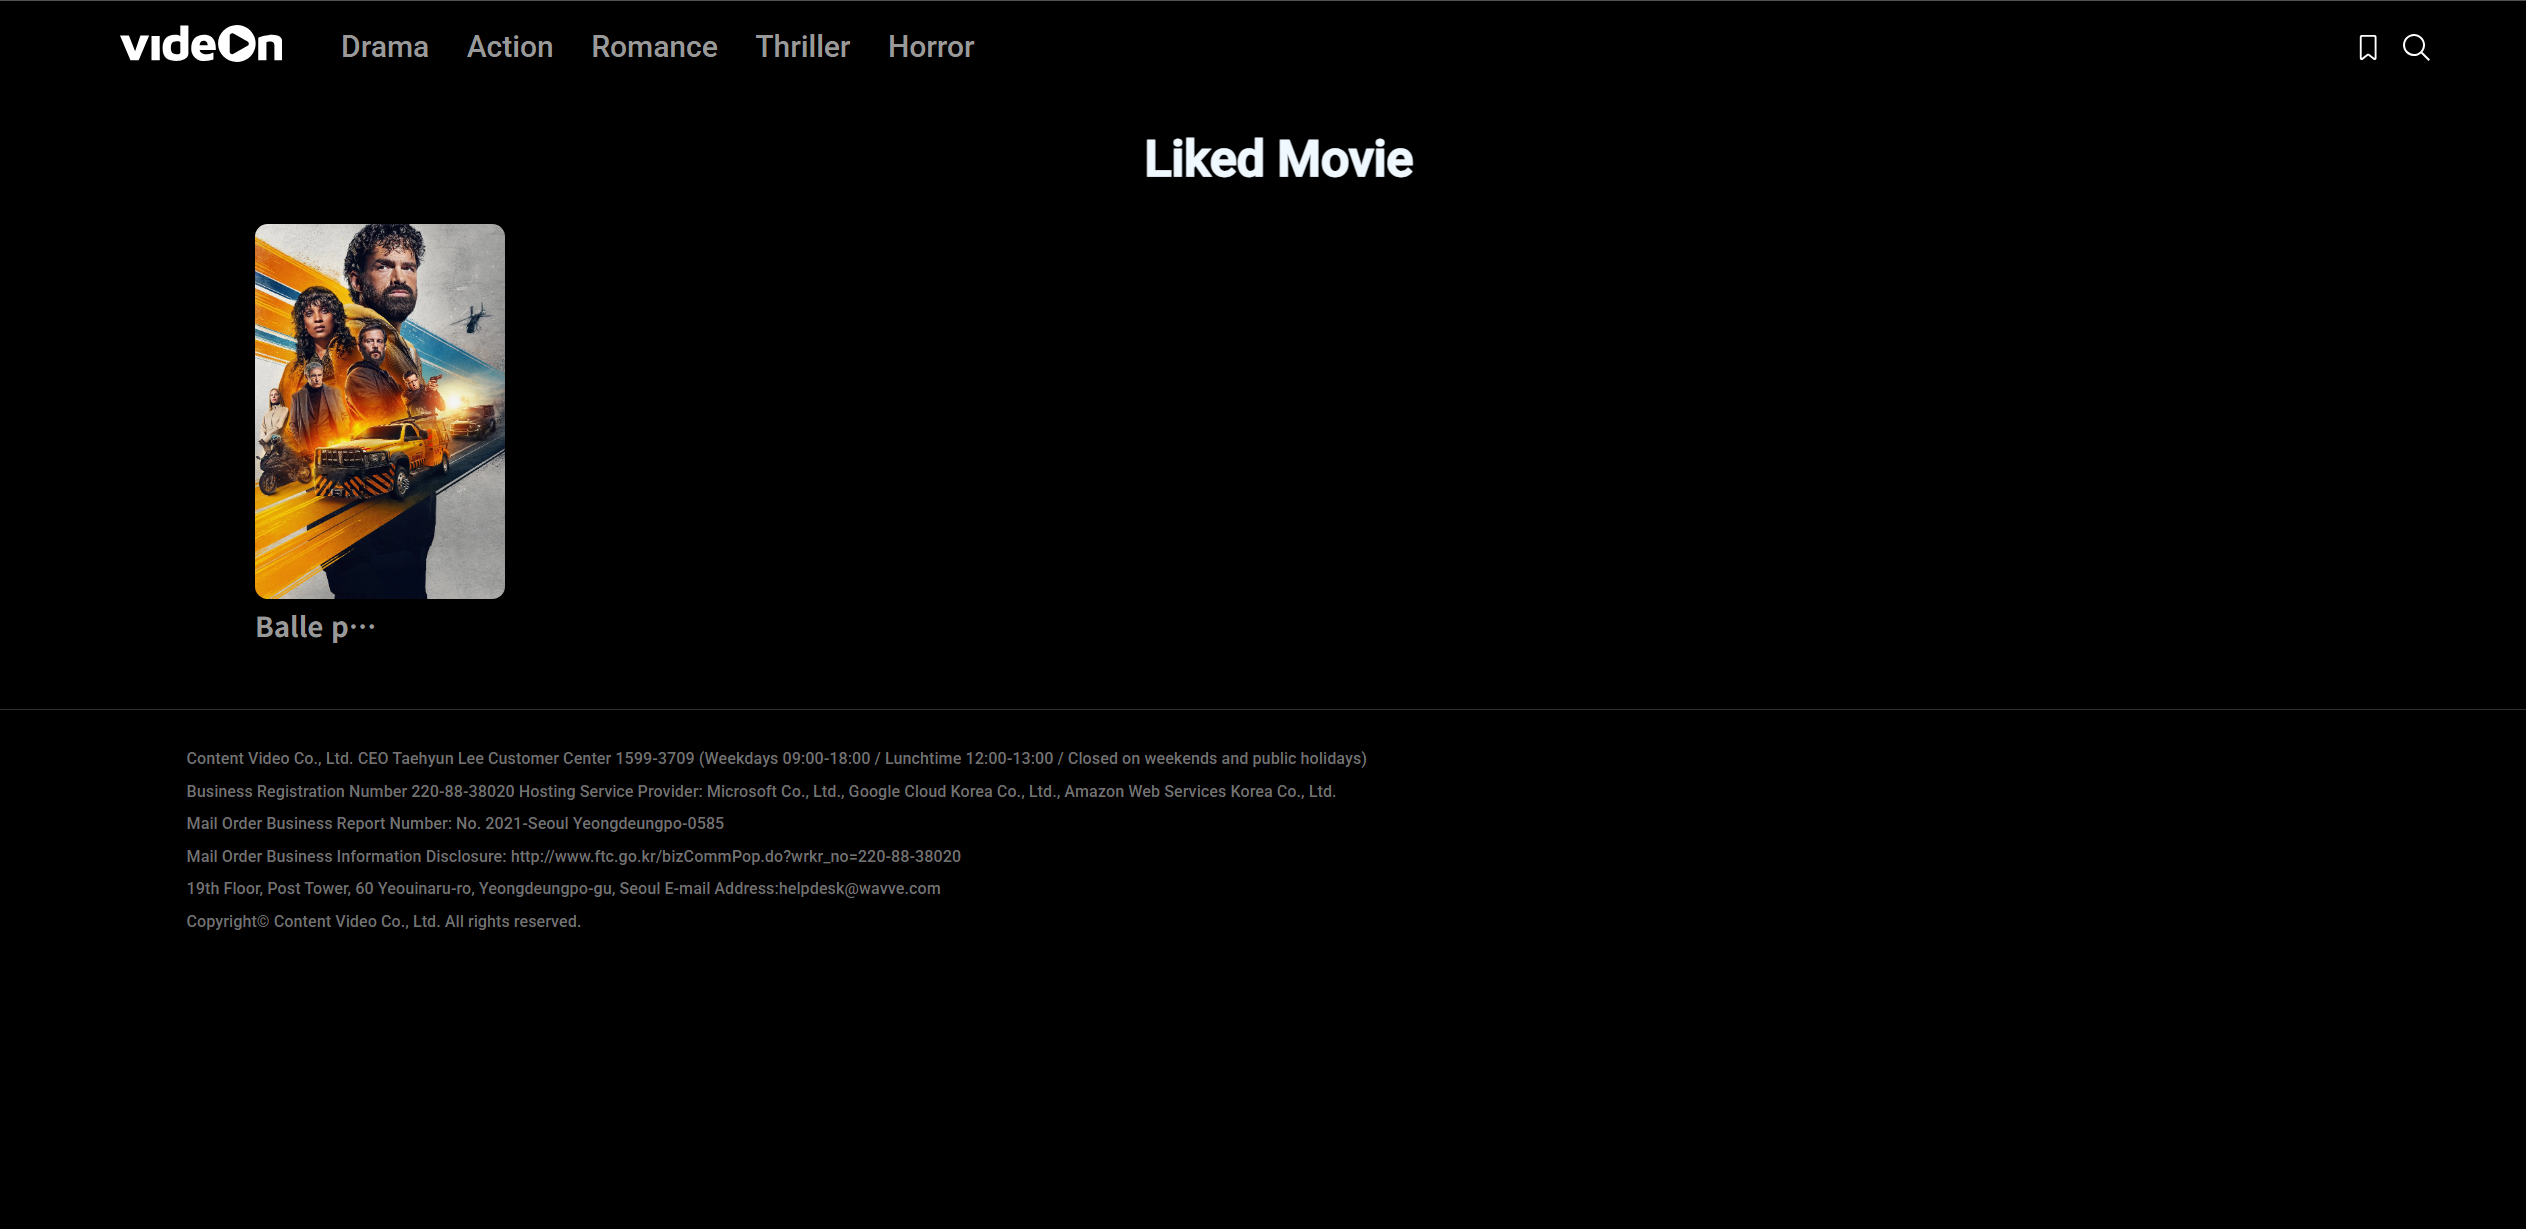 videOn
Drama Action Romance Thriller Horror
Liked Movie
Balle p…
Content Video Co., Ltd. CEO Taehyun Lee Customer Center 1599-3709 (Weekdays 09:00-18:00 / Lunchtime 12:00-13:00 / Closed on weekends and public holidays)
Business Registration Number 220-88-38020 Hosting Service Provider: Microsoft Co., Ltd., Google Cloud Korea Co., Ltd., Amazon Web Services Korea Co., Ltd.
Mail Order Business Report Number: No. 2021-Seoul Yeongdeungpo-0585
Mail Order Business Information Disclosure: http://www.ftc.go.kr/bizCommPop.do?wrkr_no=220-88-38020
19th Floor, Post Tower, 60 Yeouinaru-ro, Yeongdeungpo-gu, Seoul E-mail Address:helpdesk@wavve.com
Copyright© Content Video Co., Ltd. All rights reserved.